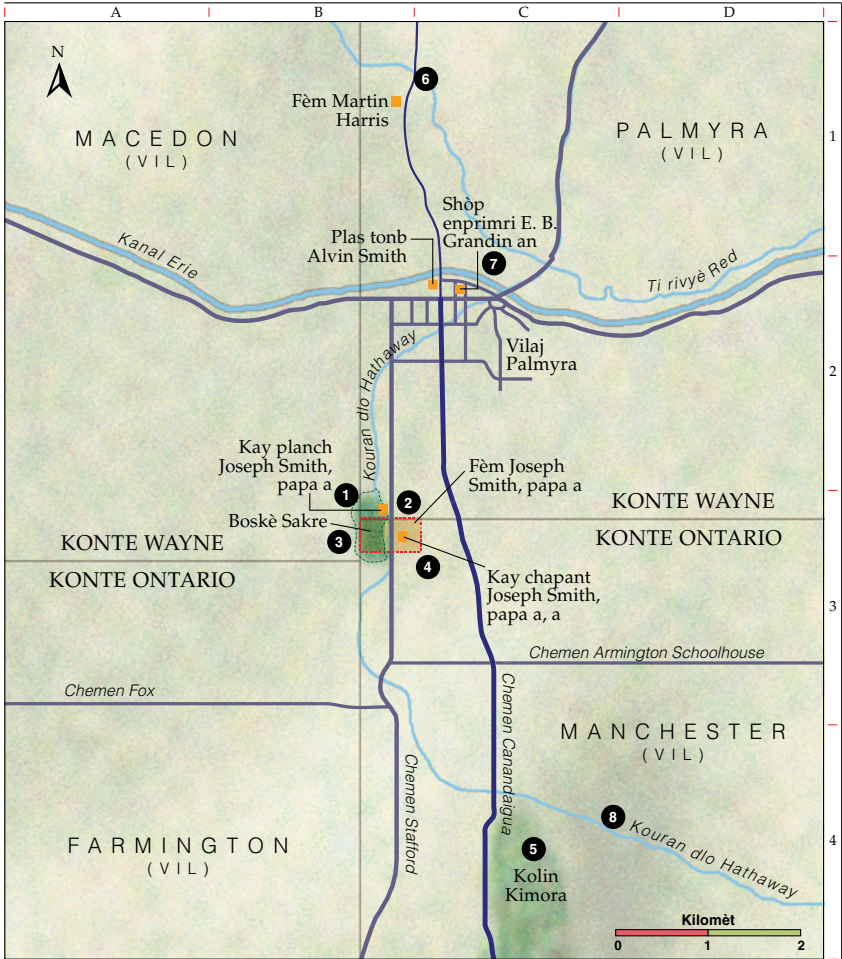 A
B
C
D
N
6
Fèm Martin
Harris
MACEDON
(VIL)
PALMYRA
(VIL)
1
Shòp
enprimri E. B.
Grandin an
Plas tonb
Alvin Smith
7
Kanal Erie
Ti rivyè Red
Vilaj
Palmyra
2
Kouran dlo Hathaway
Kay planch
Joseph Smith,
papa a
Fèm Joseph
Smith, papa a
1
2
Boskè Sakre
3
KONTE WAYNE
KONTE WAYNE
KONTE ONTARIO
KONTE ONTARIO
4
Kay chapant
Joseph Smith,
papa a, a
3
Chemen Armington Schoolhouse
Chemen Fox
Chemen Canandaigua
MANCHESTER
(VIL)
Chemen Stafford
8
Kouran dlo Hathaway
FARMINGTON
(VIL)
5
Kolin
Kimora
4
Kilomèt
0 1 2